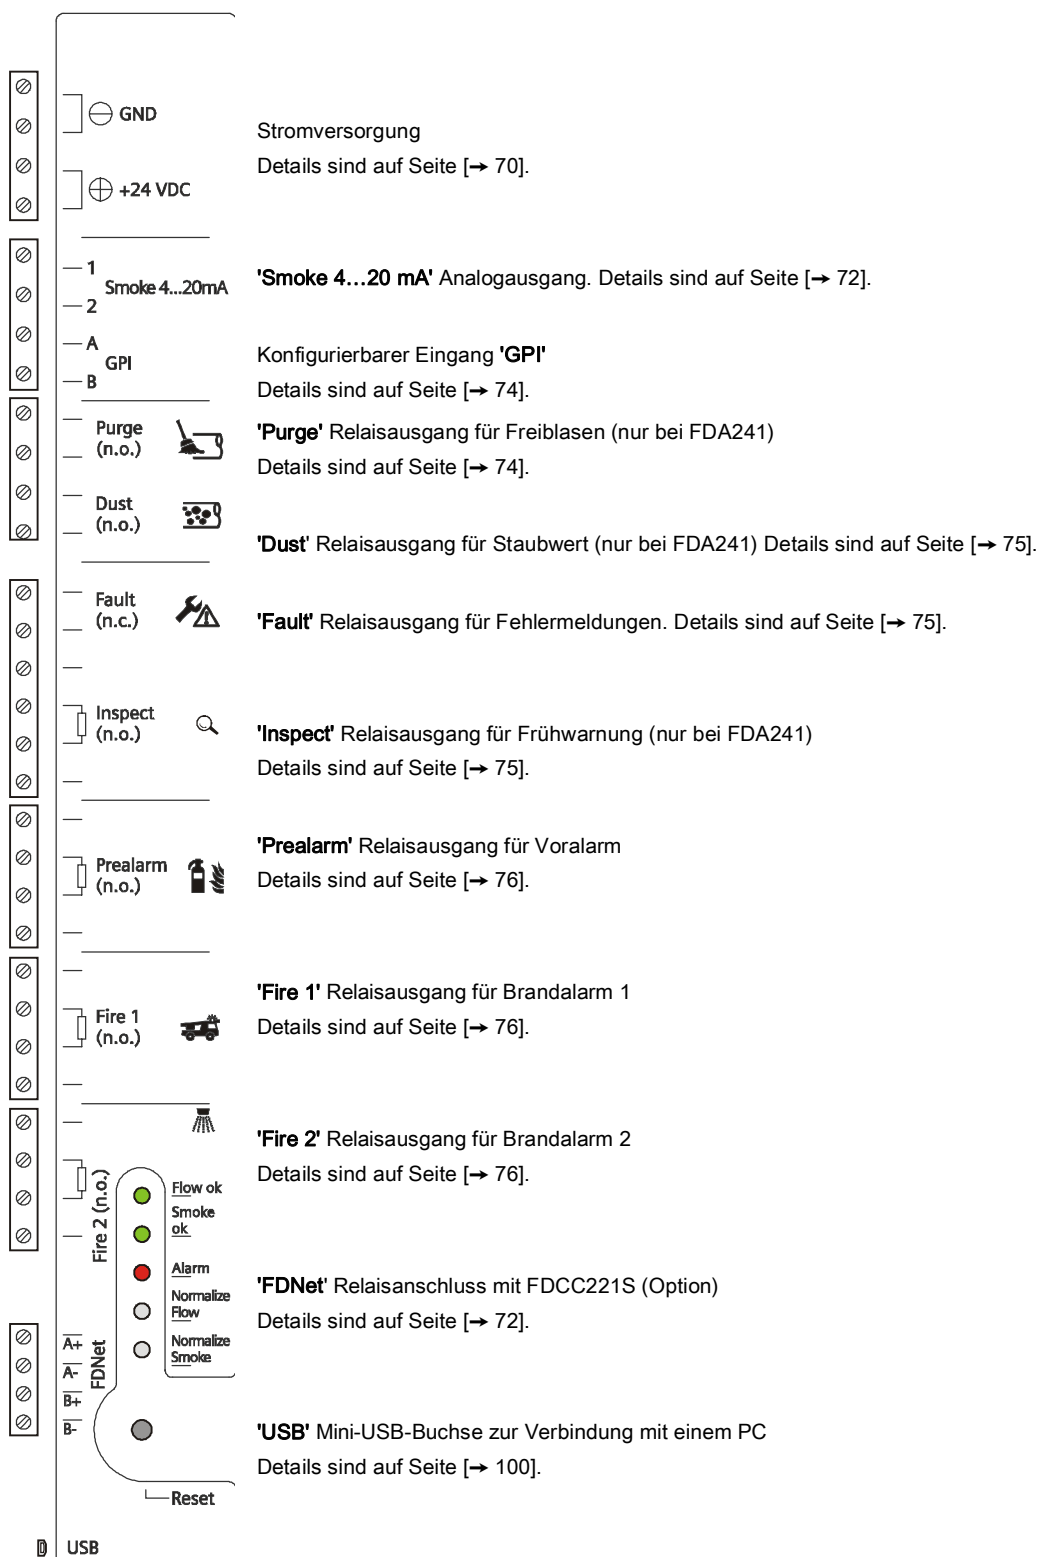 GND
Stromversorgung
Details sind auf Seite [→ 70].
+24 VDC
1
Smoke 4...20mA
2
'Smoke 4…20 mA' Analogausgang. Details sind auf Seite [→ 72].
A
GPI
B
Konfigurierbarer Eingang 'GPI'
Details sind auf Seite [→ 74].
Purge
(n.o.)
'Purge' Relaisausgang für Freiblasen (nur bei FDA241)
Details sind auf Seite [→ 74].
Dust
(n.o.)
'Dust' Relaisausgang für Staubwert (nur bei FDA241) Details sind auf Seite [→ 75].
Fault
(n.c.)
'Fault' Relaisausgang für Fehlermeldungen. Details sind auf Seite [→ 75].
Inspect
(n.o.)
'Inspect' Relaisausgang für Frühwarnung (nur bei FDA241)
Details sind auf Seite [→ 75].
Prealarm
(n.o.)
'Prealarm' Relaisausgang für Voralarm
Details sind auf Seite [→ 76].
Fire 1
(n.o.)
'Fire 1' Relaisausgang für Brandalarm 1
Details sind auf Seite [→ 76].
Fire 2 (n.o.)
'Fire 2' Relaisausgang für Brandalarm 2
Details sind auf Seite [→ 76].
Flow ok
Smoke
ok
Alarm
Normalize
Flow
Normalize
Smoke
'FDNet' Relaisanschluss mit FDCC221S (Option)
Details sind auf Seite [→ 72].
A+
A-
B+
B-
FDNet
'USB' Mini-USB-Buchse zur Verbindung mit einem PC
Details sind auf Seite [→ 100].
Reset
USB